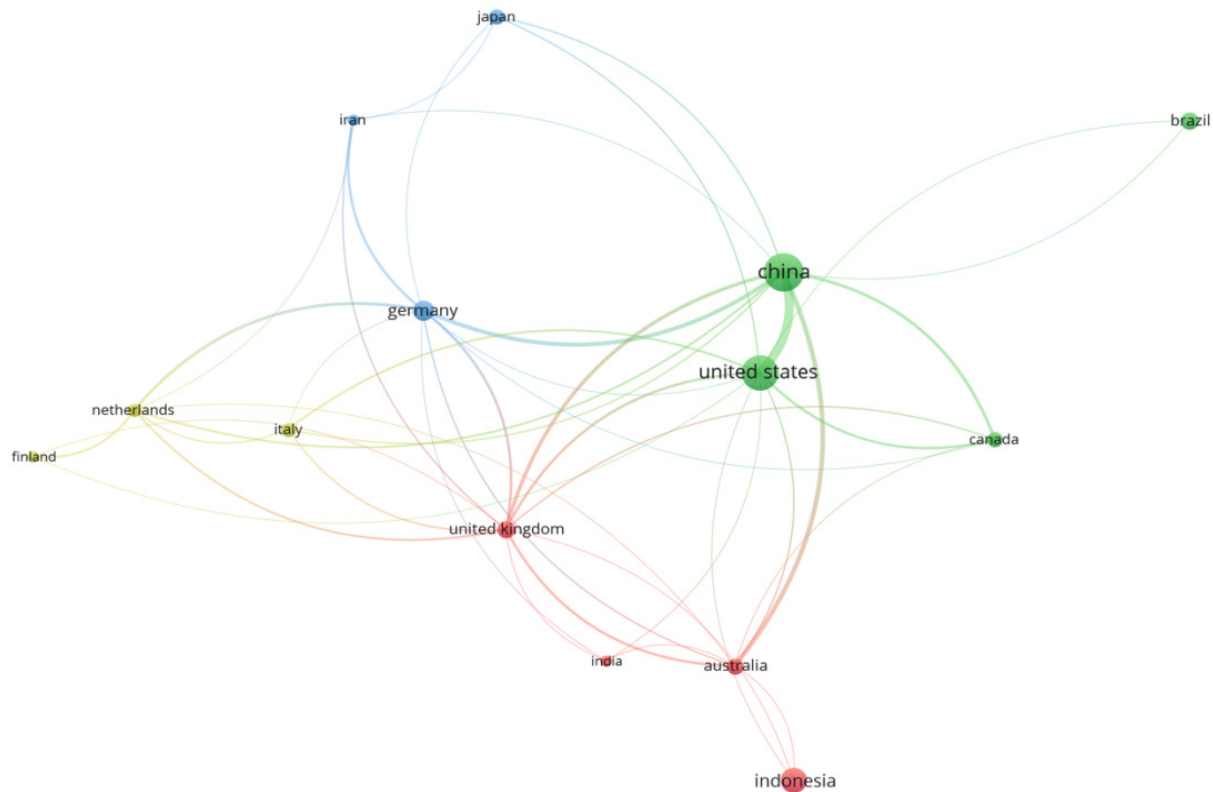 japan
iran
brazil
china
germany
united states
netherlands
italy
canada
finland
united kingdom
india
australia
indonesia